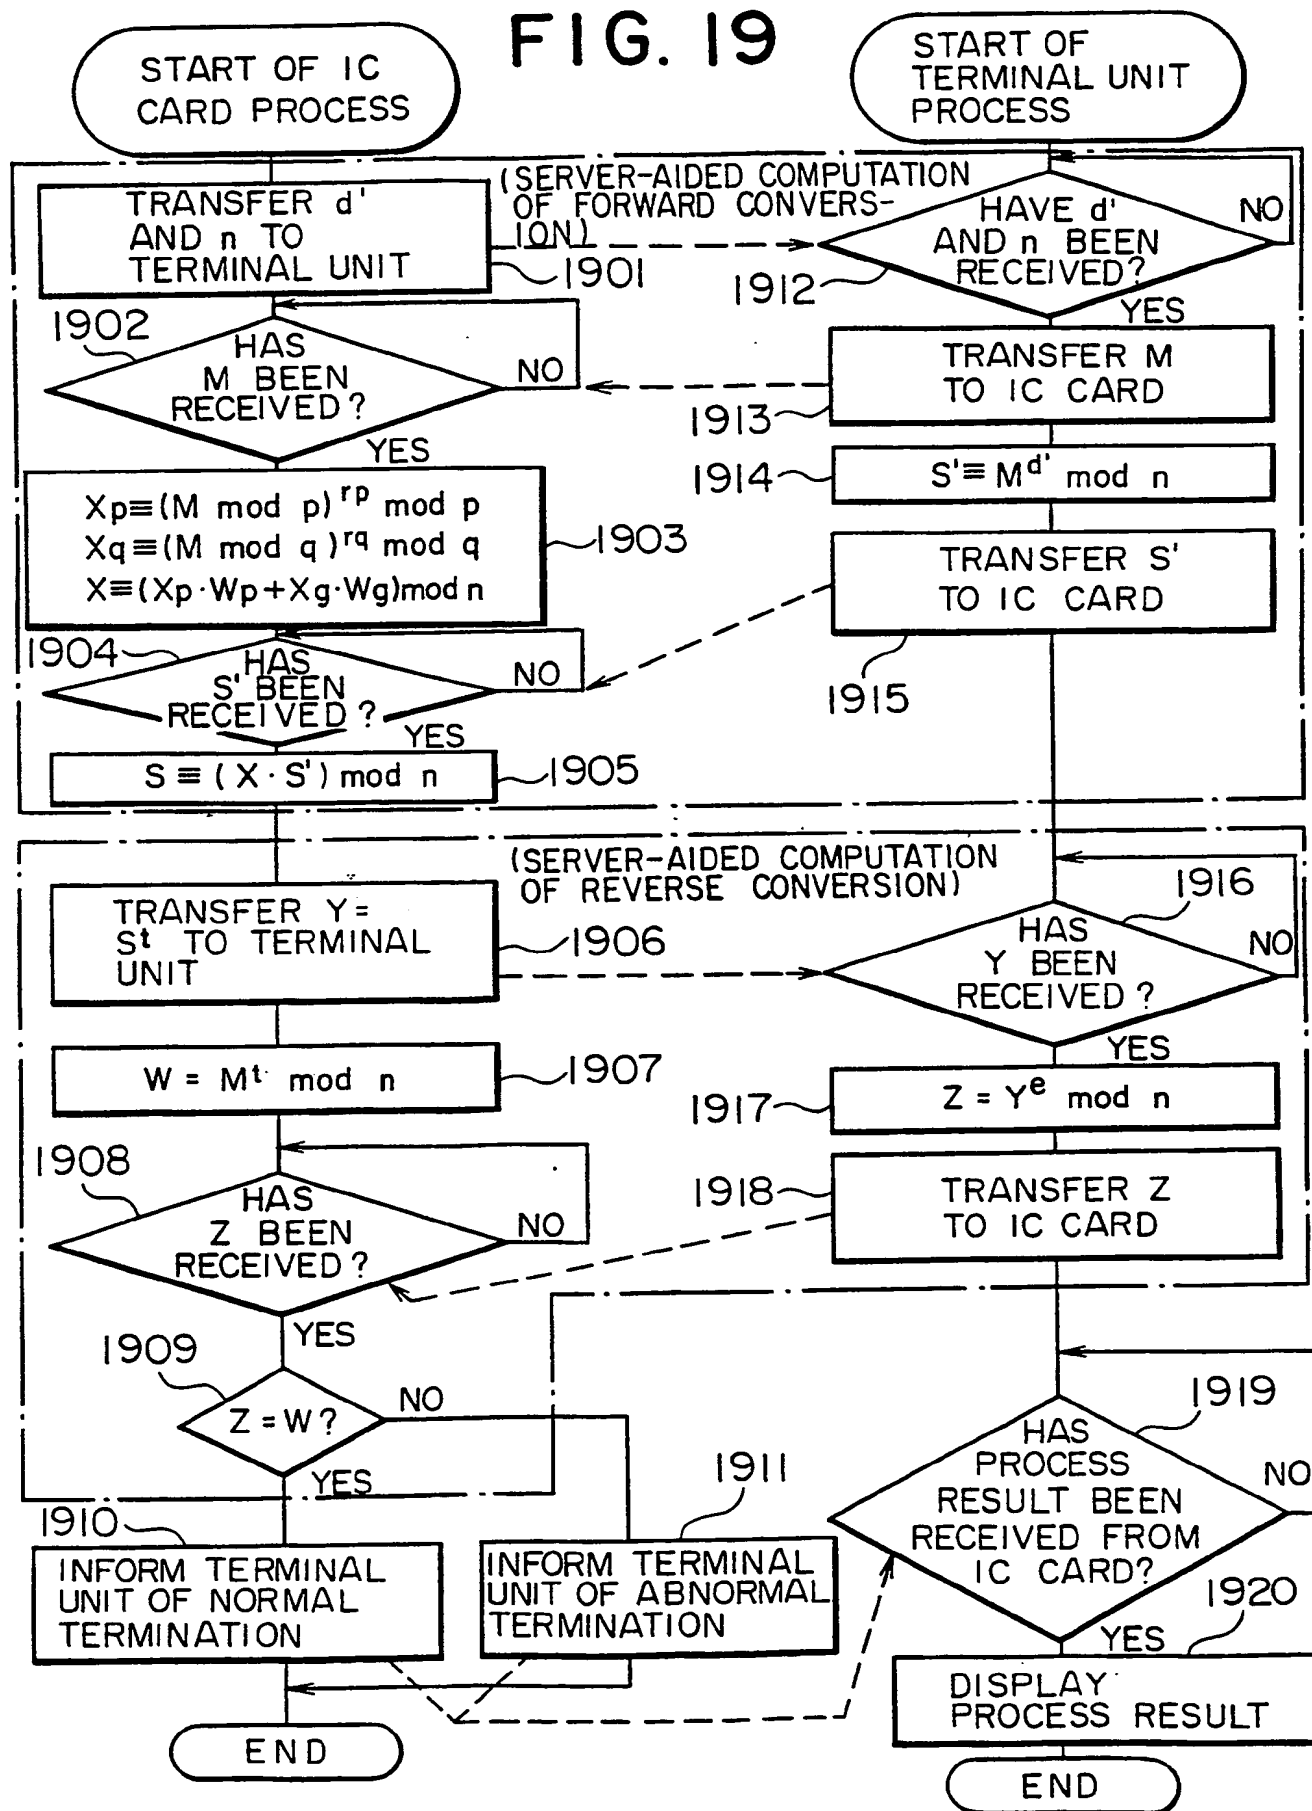 FIG. 19
START OF IC
CARD PROCESS
START OF
TERMINAL UNIT
PROCESS
TRANSFER d'
AND n TO
TERMINAL UNIT
1901
(SERVER-AIDED COMPUTATION
OF FORWARD CONVERS-
ION)
HAVE d'
AND n BEEN
RECEIVED?
NO
1912
YES
1902
HAS
M BEEN
RECEIVED?
NO
YES
TRANSFER M
TO IC CARD
1913
1914
S' ≡ M^d' mod n
Xp≡(M mod p)^rp mod p
Xq≡(M mod q)^rq mod q
X≡(Xp·Wp+Xg·Wg)mod n
1903
TRANSFER S'
TO IC CARD
1915
1904
HAS
S' BEEN
RECEIVED?
NO
YES
S ≡ (X · S') mod n
1905
(SERVER-AIDED COMPUTATION
OF REVERSE CONVERSION)
TRANSFER Y=
S^t TO TERMINAL
UNIT
1906
1916
HAS
Y BEEN
RECEIVED?
NO
YES
W = M^t mod n
1907
1917
Z = Y^e mod n
1908
HAS
Z BEEN
RECEIVED?
NO
YES
1918
TRANSFER Z
TO IC CARD
1909
Z = W?
NO
YES
1919
HAS
PROCESS
RESULT BEEN
RECEIVED FROM
IC CARD?
NO
YES
1910
INFORM TERMINAL
UNIT OF NORMAL
TERMINATION
1911
INFORM TERMINAL
UNIT OF ABNORMAL
TERMINATION
1920
DISPLAY
PROCESS RESULT
END
END